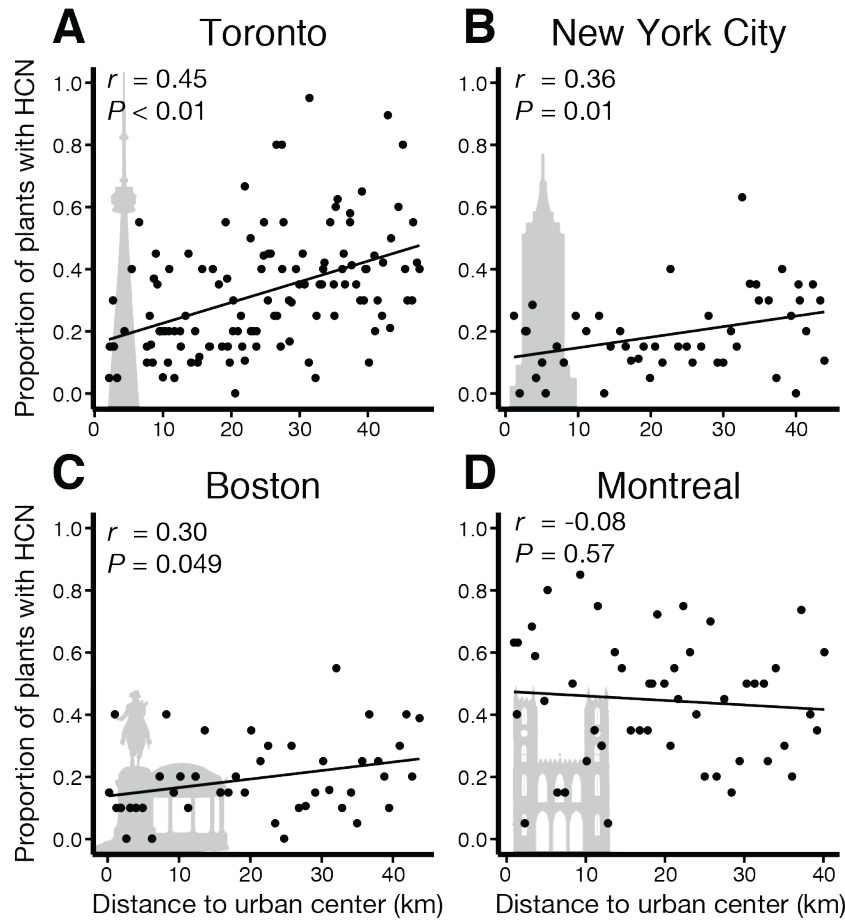 A Toronto
Proportion of plants with HCN
r = 0.45
P < 0.01
1.0
0.8
0.6
0.4
0.2
0.0
0 10 20 30 40
B New York City
r = 0.36
P = 0.01
1.0
0.8
0.6
0.4
0.2
0.0
0 10 20 30 40
C Boston
Proportion of plants with HCN
r = 0.30
P = 0.049
1.0
0.8
0.6
0.4
0.2
0.0
0 10 20 30 40
Distance to urban center (km)
D Montreal
r = -0.08
P = 0.57
1.0
0.8
0.6
0.4
0.2
0.0
0 10 20 30 40
Distance to urban center (km)